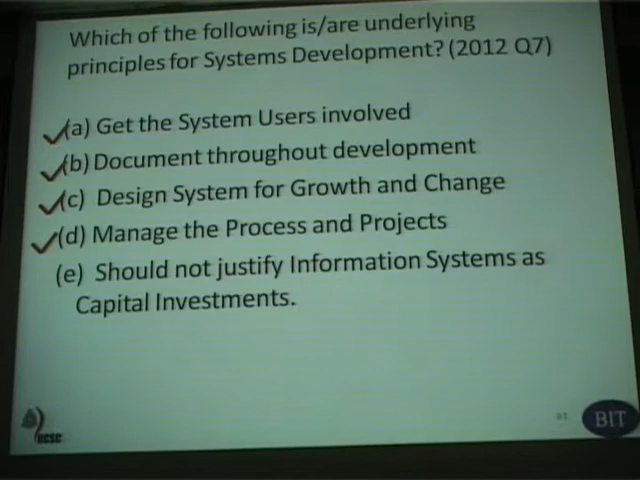 Which of the following is/are underlying
principles for Systems Development? (2012 Q7)
(a) Get the System Users involved
(b) Document throughout development
(c) Design System for Growth and Change
(d) Manage the Process and Projects
(e) Should not justify Information Systems as
Capital Investments.
UCSC
BIT